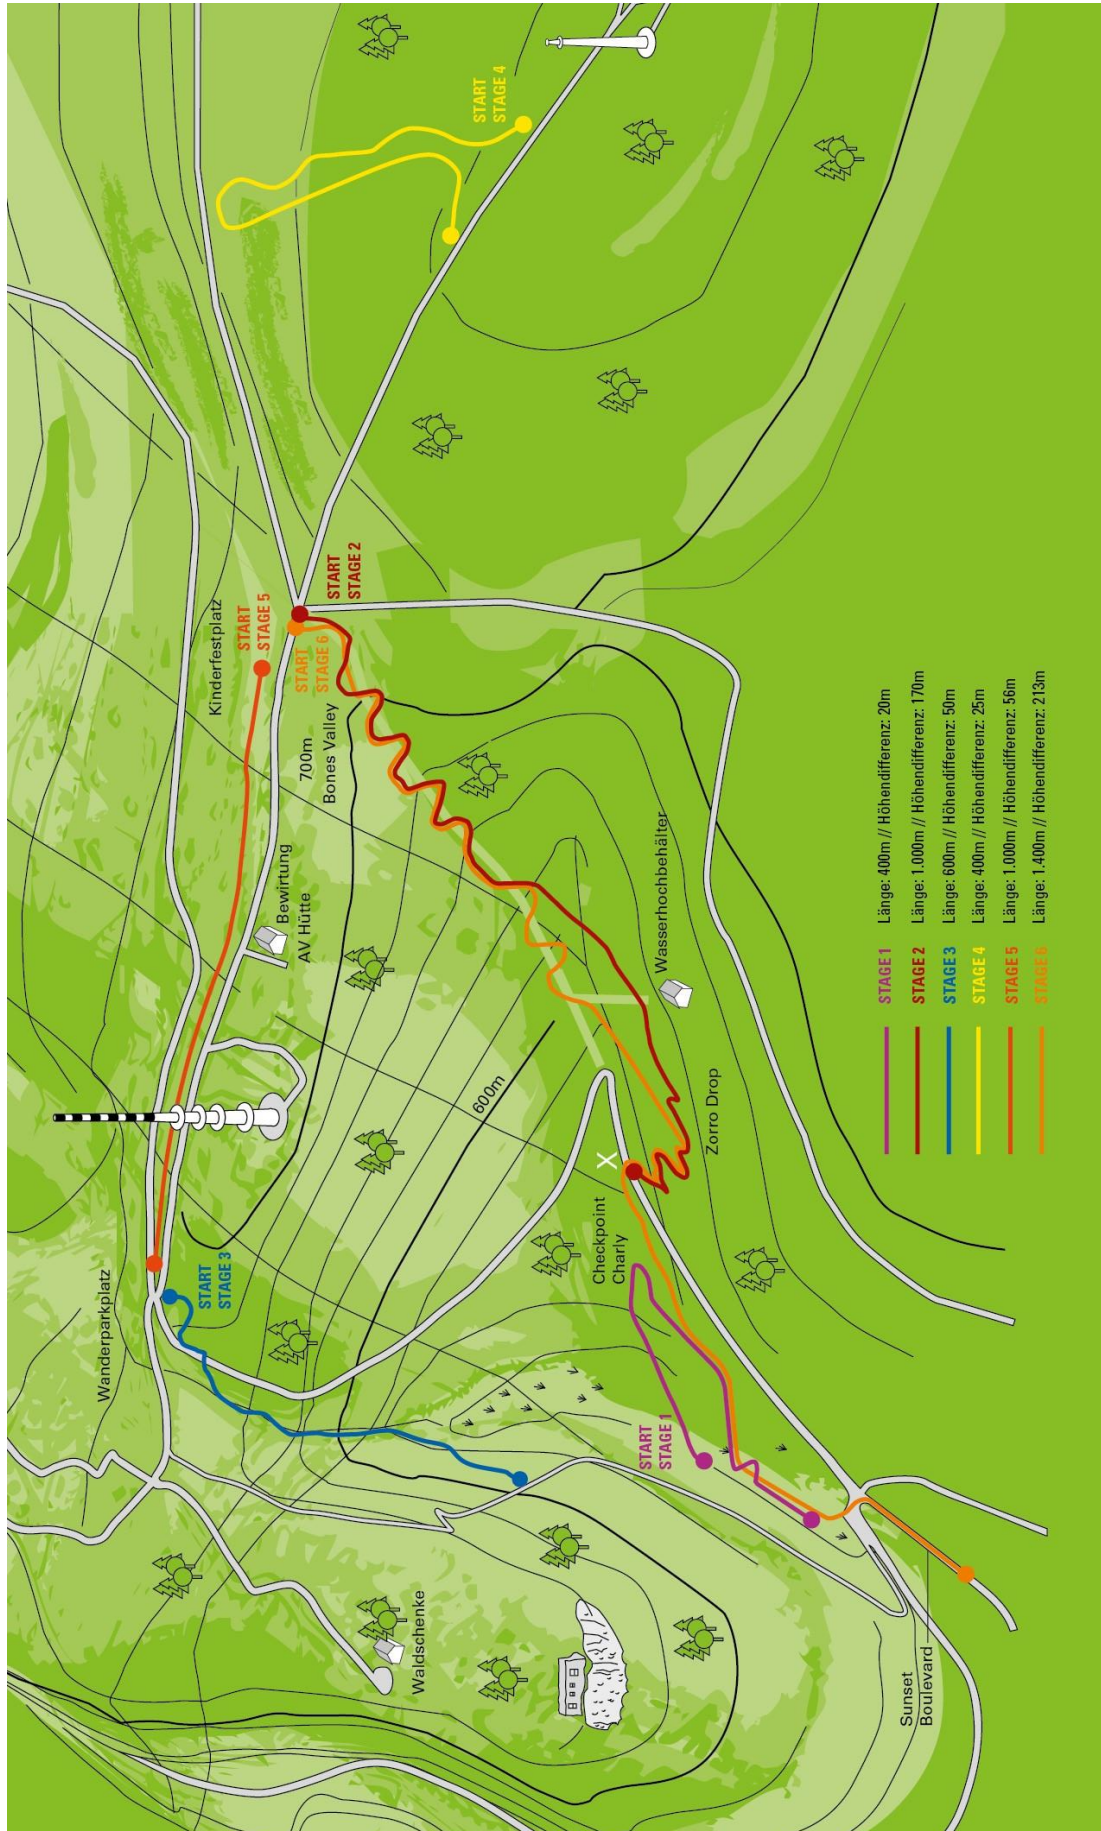 Wanderparkplatz
START
STAGE 3
Kinderfestplatz
START
STAGE 5
START
STAGE 6
START
STAGE 2
START
STAGE 4
Bewirtung
AV Hütte
700m
Bones Valley
600m
Waldschenke
START
STAGE 1
Checkpoint
Charly
X
Zorro Drop
Wasserhochbehälter
Sunset
Boulevard
STAGE 1 Länge: 400m // Höhendifferenz: 20m
STAGE 2 Länge: 1.000m // Höhendifferenz: 170m
STAGE 3 Länge: 600m // Höhendifferenz: 50m
STAGE 4 Länge: 400m // Höhendifferenz: 25m
STAGE 5 Länge: 1.000m // Höhendifferenz: 56m
STAGE 6 Länge: 1.400m // Höhendifferenz: 213m